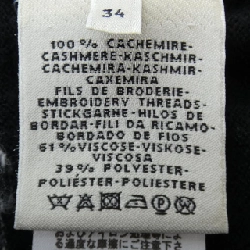 34
100 % CACHEMIRE-
CASHMERE-KASCHMIR-
CACHEMIRA-KASHMIR-
CAXEMIRA
FILS DE BRODERIE-
EMBROIDERY THREADS-
STICKGARNE-HILOS DE
BORDAR-FILI DA RICAMO-
BORDADO DE FIOS
61 % VISCOSE-VISKOSE-
VISCOSA
39 % POLYESTER-
POLIÉSTER-POLIESTERE